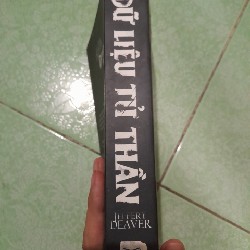 DỮ LIỆU TỬ THẦN
JEFFERY
DEAVER